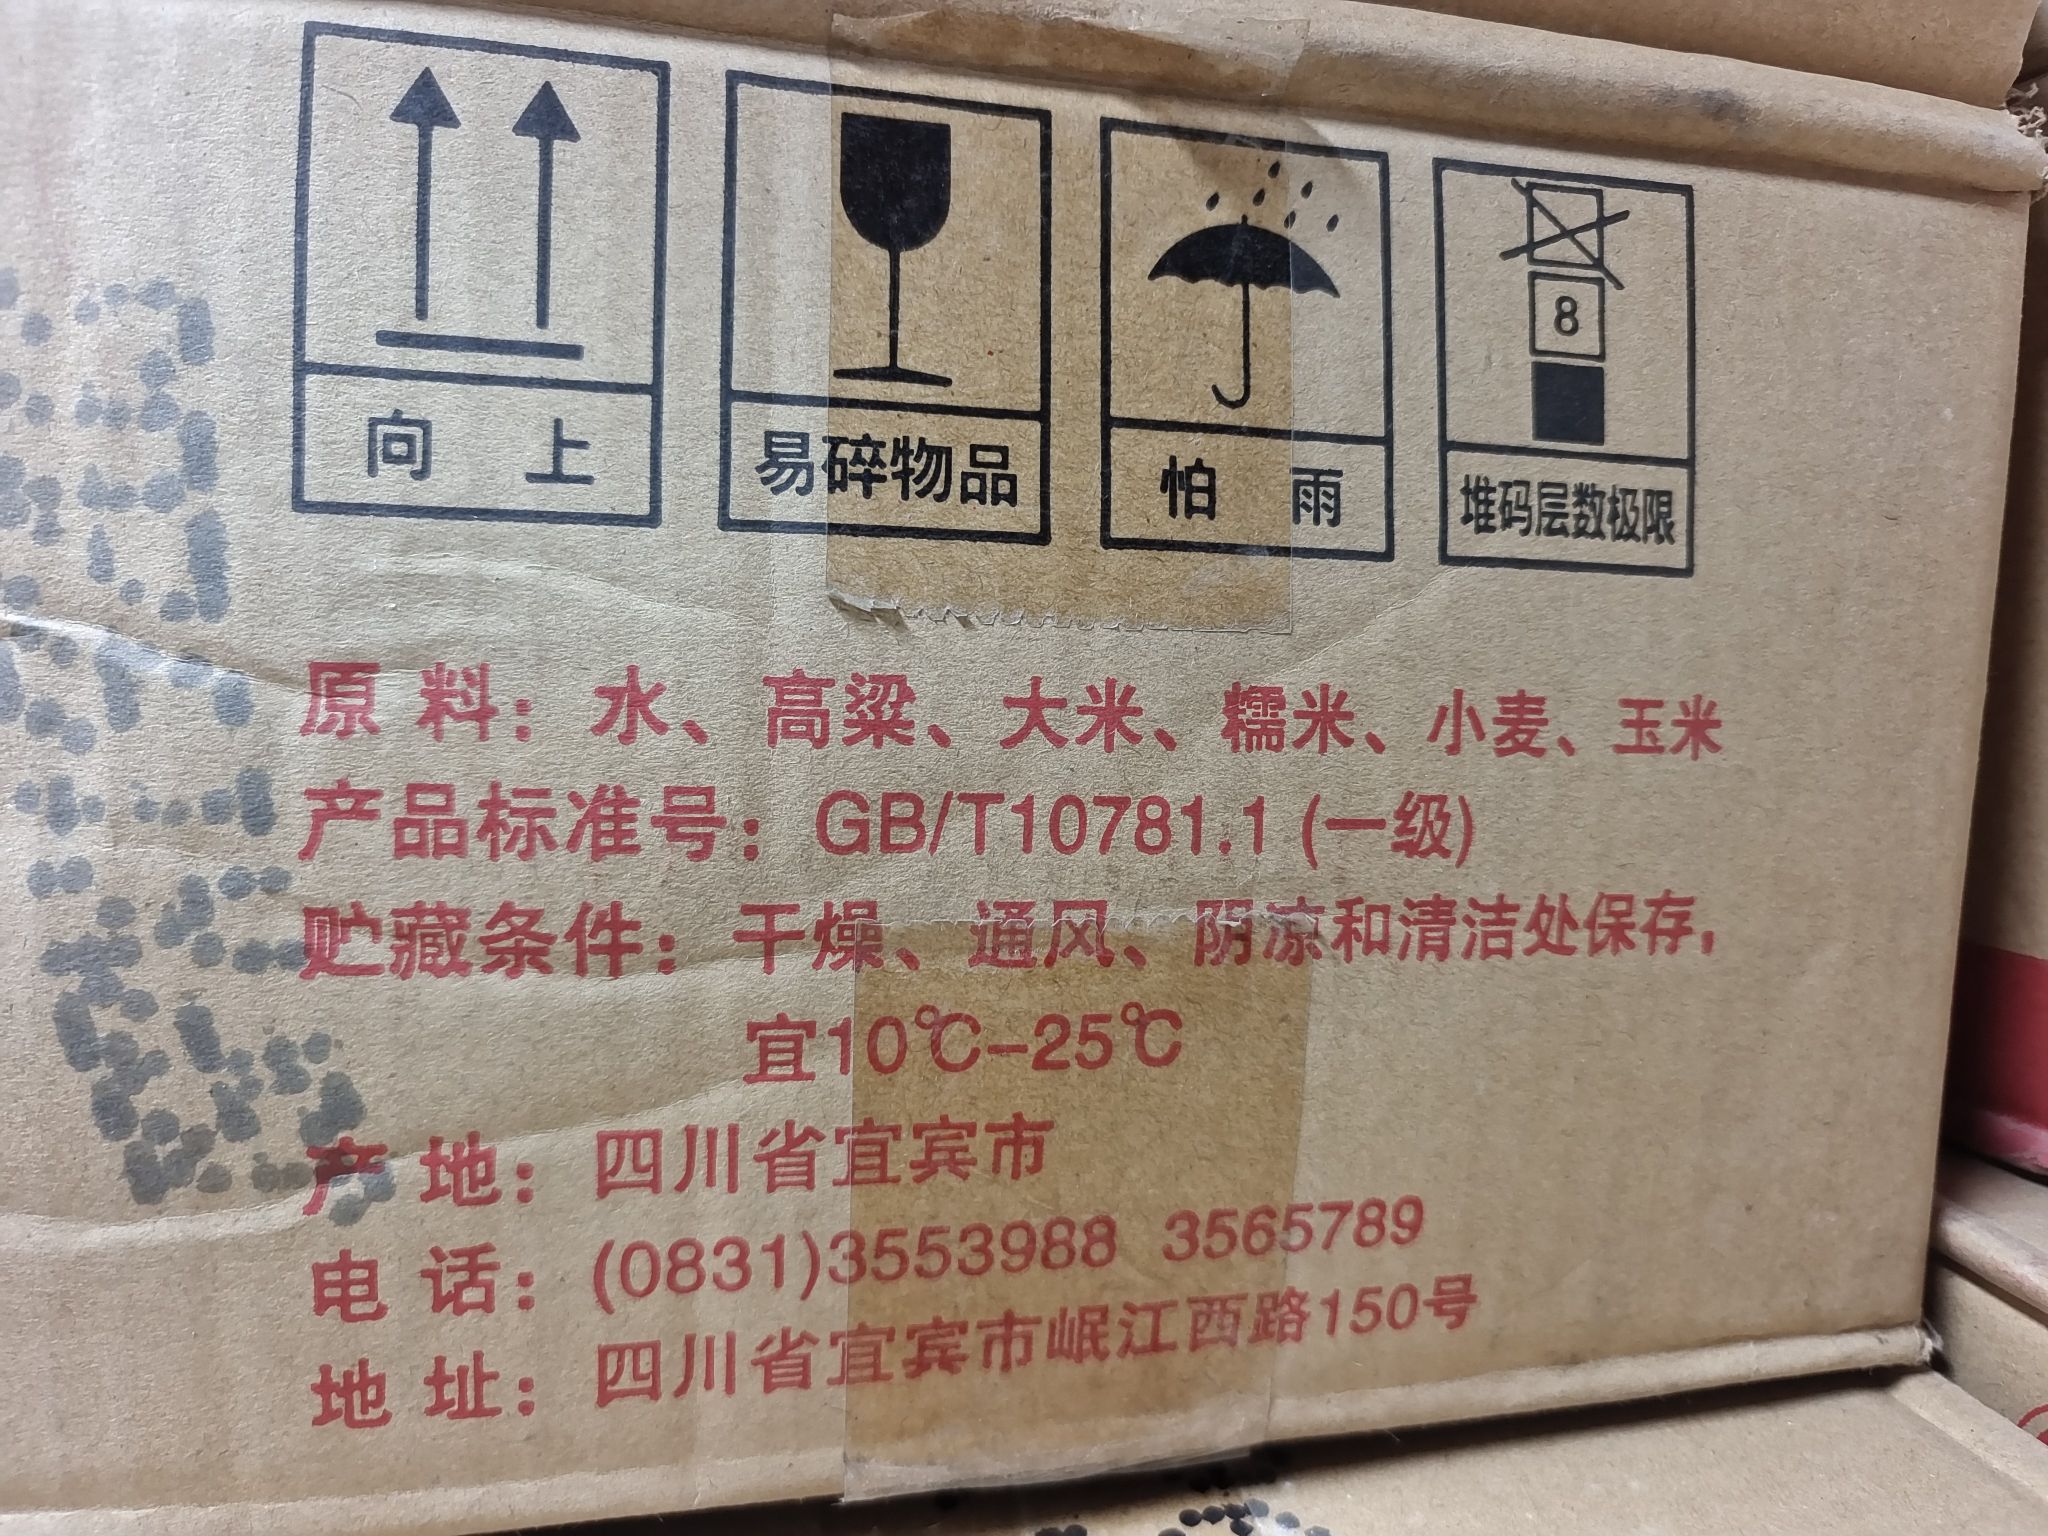 8
向 上
易碎物品
怕 雨
堆码层数极限
原 料：水、高粱、大米、糯米、小麦、玉米
产品标准号：GB/T10781.1 (一级)
贮藏条件：干燥、通风、阴凉和清洁处保存，
宜10℃-25℃
产 地：四川省宜宾市
电 话：(0831)3553988 3565789
地 址：四川省宜宾市岷江西路150号